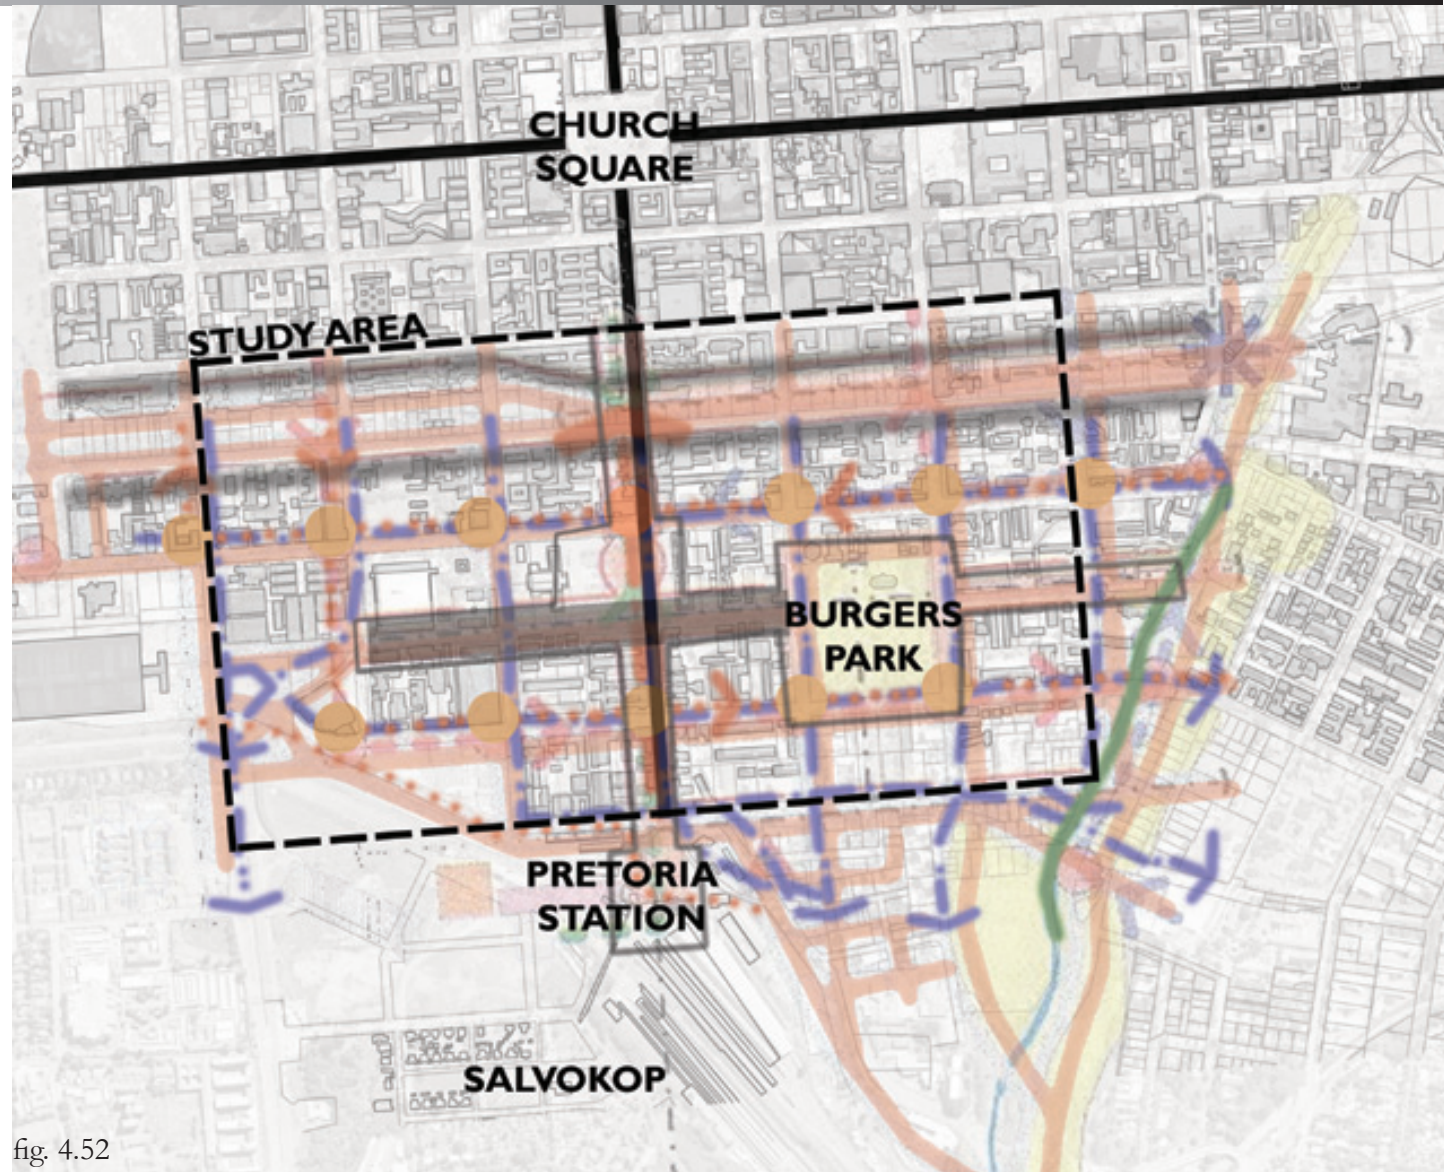 CHURCH
SQUARE
STUDY AREA
BURGERS
PARK
PRETORIA
STATION
SALVOKOP
fig. 4.52